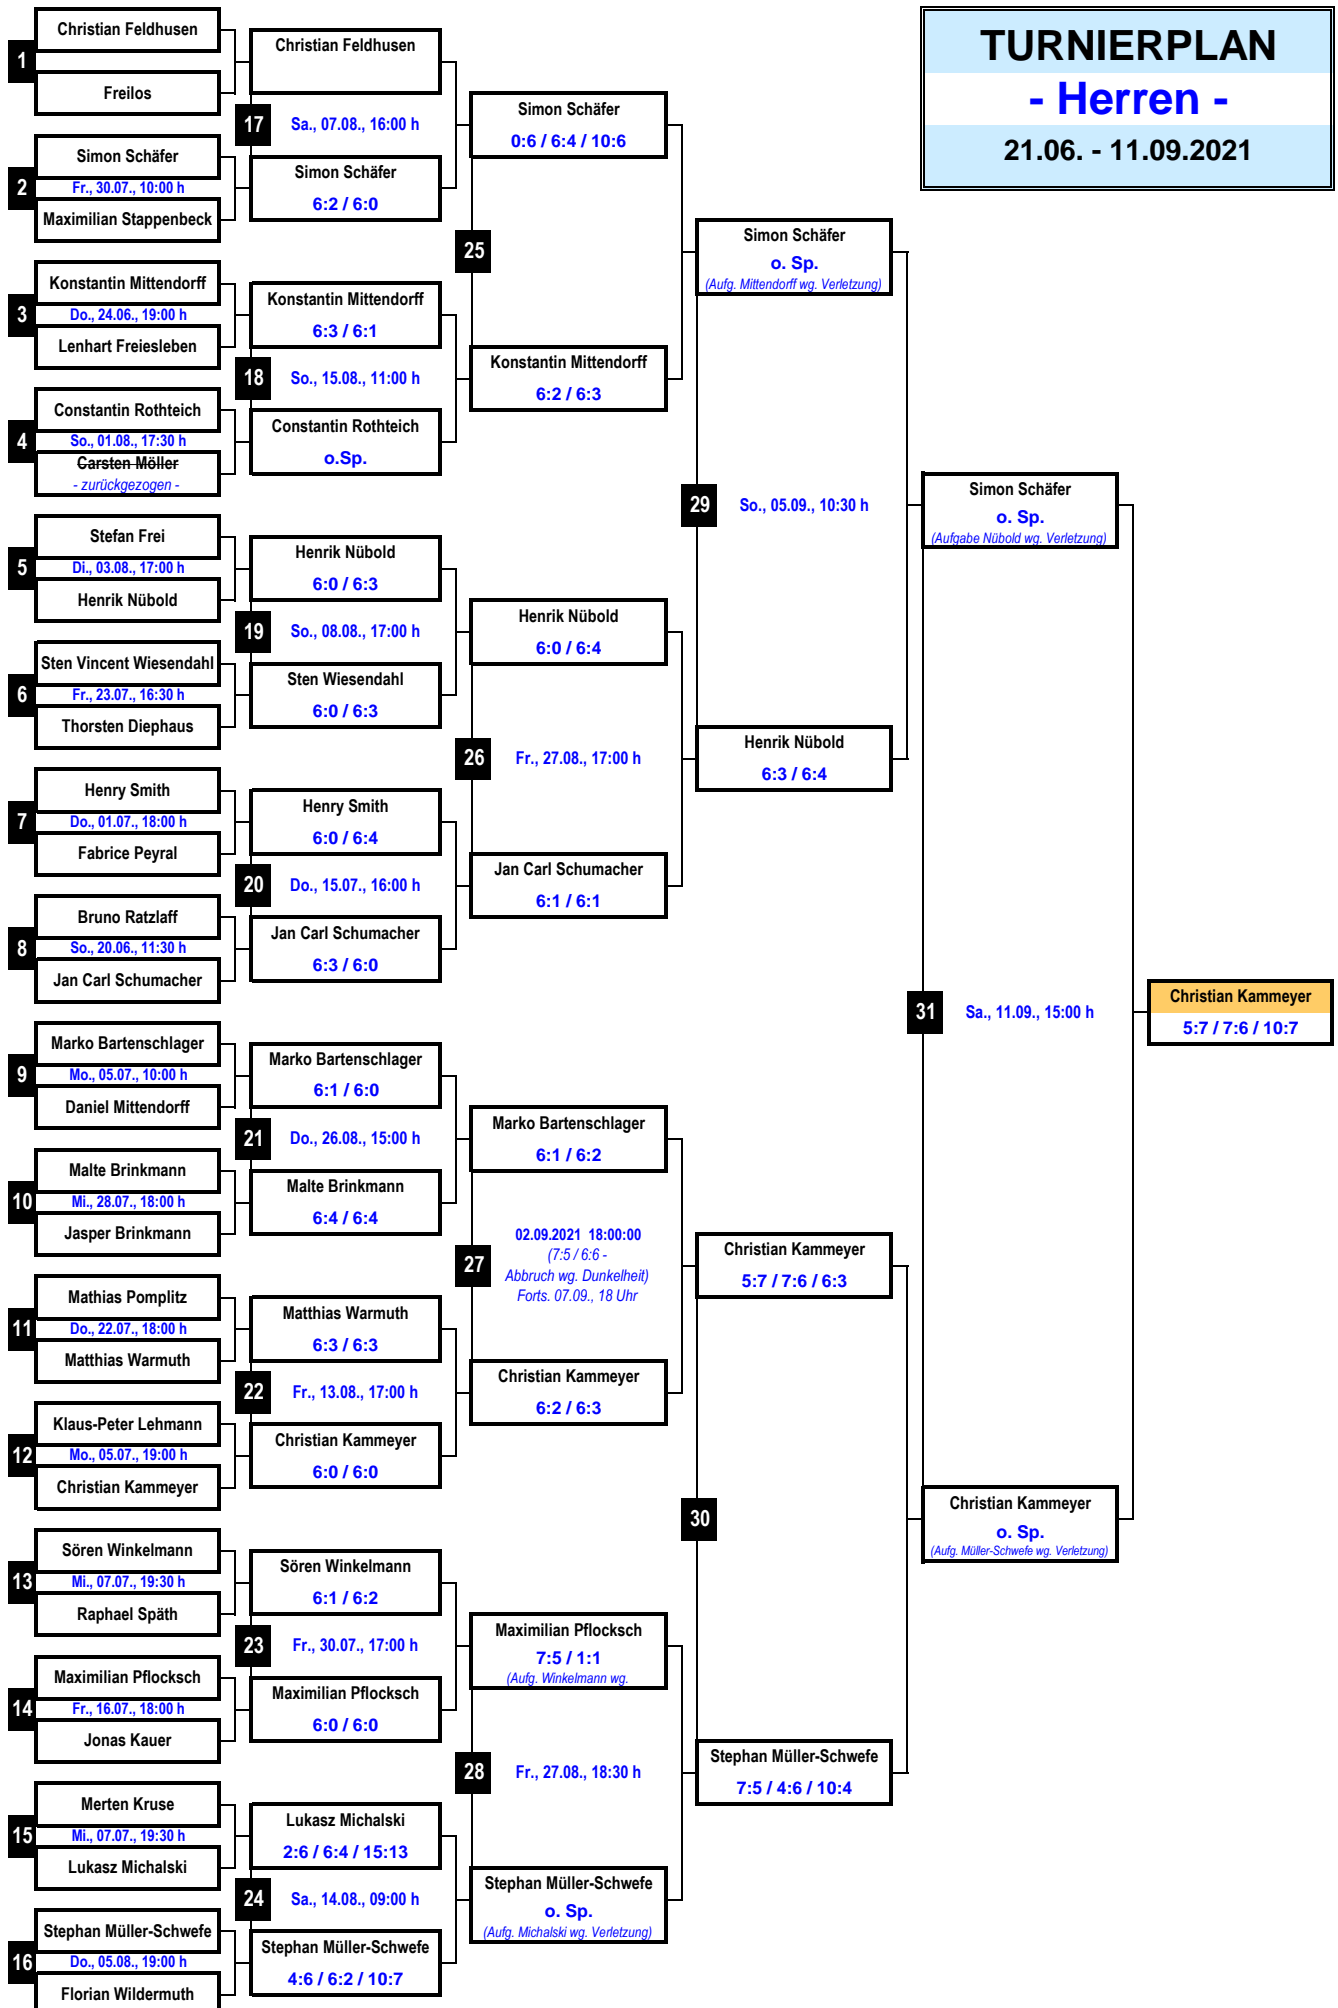 TURNIERPLAN
- Herren -
21.06. - 11.09.2021
1
Christian Feldhusen
Freilos
2
Simon Schäfer
Fr., 30.07., 10:00 h
Maximilian Stappenbeck
3
Konstantin Mittendorff
Do., 24.06., 19:00 h
Lenhart Freiesleben
4
Constantin Rothteich
So., 01.08., 17:30 h
Carsten Möller
- zurückgezogen -
5
Stefan Frei
Di., 03.08., 17:00 h
Henrik Nübold
6
Sten Vincent Wiesendahl
Fr., 23.07., 16:30 h
Thorsten Diephaus
7
Henry Smith
Do., 01.07., 18:00 h
Fabrice Peyral
8
Bruno Ratzlaff
So., 20.06., 11:30 h
Jan Carl Schumacher
9
Marko Bartenschlager
Mo., 05.07., 10:00 h
Daniel Mittendorff
10
Malte Brinkmann
Mi., 28.07., 18:00 h
Jasper Brinkmann
11
Mathias Pomplitz
Do., 22.07., 18:00 h
Matthias Warmuth
12
Klaus-Peter Lehmann
Mo., 05.07., 19:00 h
Christian Kammeyer
13
Sören Winkelmann
Mi., 07.07., 19:30 h
Raphael Späth
14
Maximilian Pflocksch
Fr., 16.07., 18:00 h
Jonas Kauer
15
Merten Kruse
Mi., 07.07., 19:30 h
Lukasz Michalski
16
Stephan Müller-Schwefe
Do., 05.08., 19:00 h
Florian Wildermuth
Christian Feldhusen
17
Sa., 07.08., 16:00 h
Simon Schäfer
6:2 / 6:0
Konstantin Mittendorff
6:3 / 6:1
18
So., 15.08., 11:00 h
Constantin Rothteich
o.Sp.
Henrik Nübold
6:0 / 6:3
19
So., 08.08., 17:00 h
Sten Wiesendahl
6:0 / 6:3
Henry Smith
6:0 / 6:4
20
Do., 15.07., 16:00 h
Jan Carl Schumacher
6:3 / 6:0
Marko Bartenschlager
6:1 / 6:0
21
Do., 26.08., 15:00 h
Malte Brinkmann
6:4 / 6:4
Matthias Warmuth
6:3 / 6:3
22
Fr., 13.08., 17:00 h
Christian Kammeyer
6:0 / 6:0
Sören Winkelmann
6:1 / 6:2
23
Fr., 30.07., 17:00 h
Maximilian Pflocksch
6:0 / 6:0
Lukasz Michalski
2:6 / 6:4 / 15:13
24
Sa., 14.08., 09:00 h
Stephan Müller-Schwefe
4:6 / 6:2 / 10:7
Simon Schäfer
0:6 / 6:4 / 10:6
25
Konstantin Mittendorff
6:2 / 6:3
Henrik Nübold
6:0 / 6:4
26
Fr., 27.08., 17:00 h
Jan Carl Schumacher
6:1 / 6:1
Marko Bartenschlager
6:1 / 6:2
27
02.09.2021 18:00:00
(7:5 / 6:6 -
Abbruch wg. Dunkelheit)
Forts. 07.09., 18 Uhr
Christian Kammeyer
6:2 / 6:3
Maximilian Pflocksch
7:5 / 1:1
(Aufg. Winkelmann wg.
28
Fr., 27.08., 18:30 h
Stephan Müller-Schwefe
o. Sp.
(Aufg. Michalski wg. Verletzung)
Simon Schäfer
o. Sp.
(Aufg. Mittendorff wg. Verletzung)
29
So., 05.09., 10:30 h
Henrik Nübold
6:3 / 6:4
Christian Kammeyer
5:7 / 7:6 / 6:3
30
Stephan Müller-Schwefe
7:5 / 4:6 / 10:4
Simon Schäfer
o. Sp.
(Aufgabe Nübold wg. Verletzung)
31
Sa., 11.09., 15:00 h
Christian Kammeyer
o. Sp.
(Aufg. Müller-Schwefe wg. Verletzung)
Christian Kammeyer
5:7 / 7:6 / 10:7